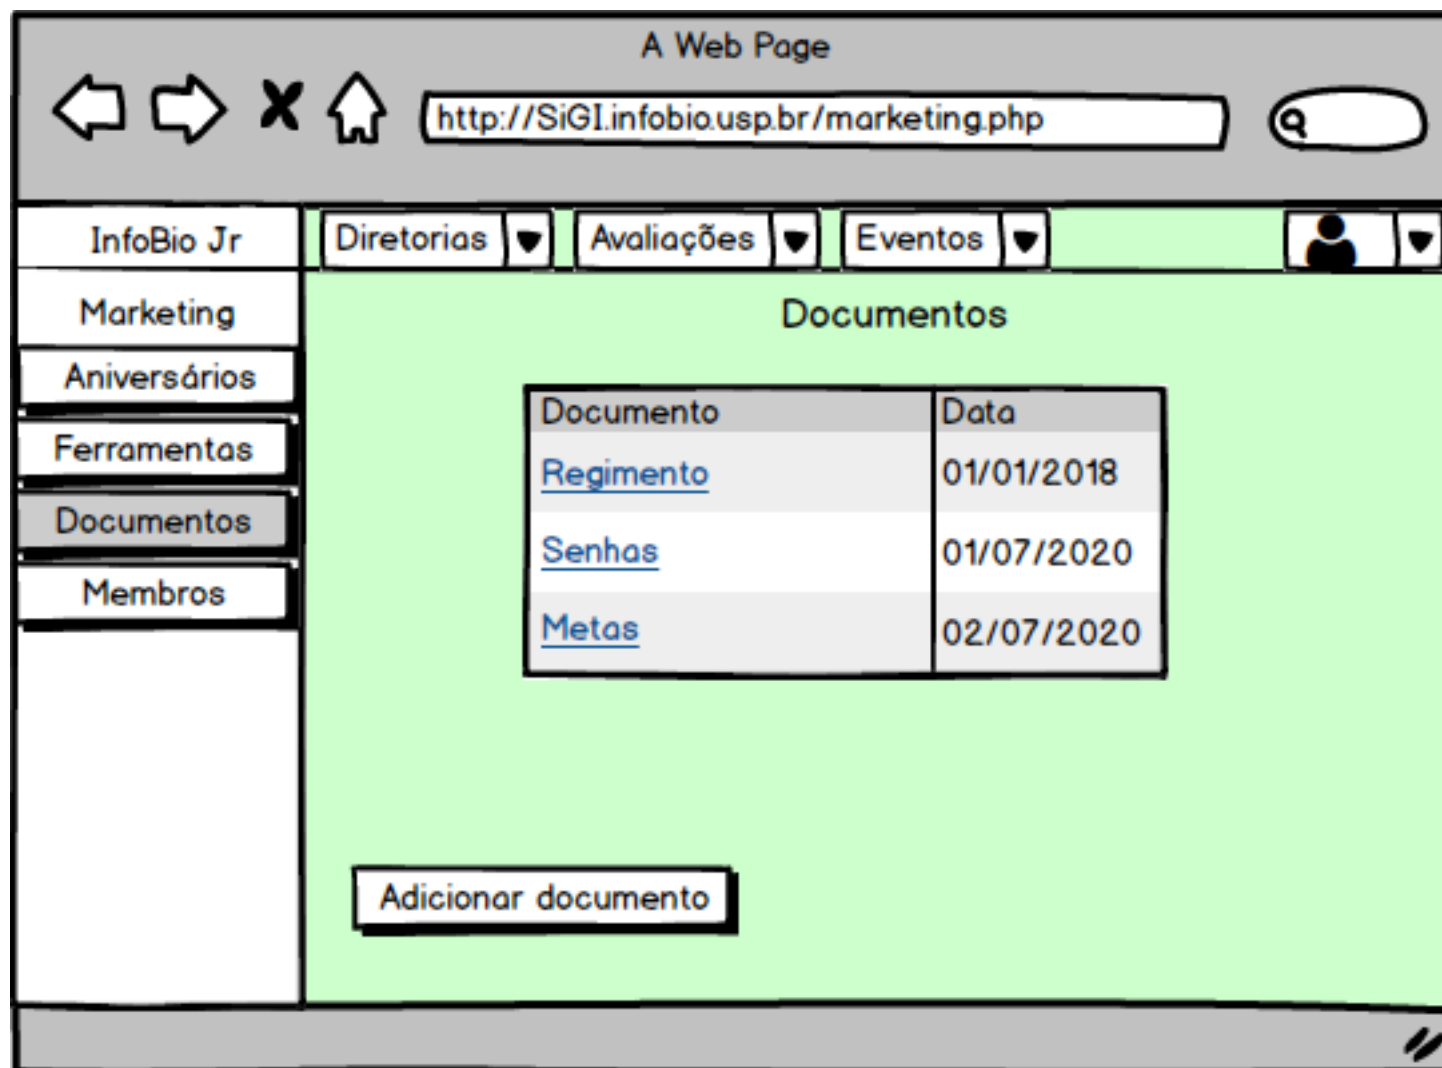 A Web Page
http://SiGI.infobio.usp.br/marketing.php
InfoBio Jr
Diretorias
Avaliações
Eventos
Marketing
Aniversários
Ferramentas
Documentos
Membros
Documentos
Documento Data
Regimento 01/01/2018
Senhas 01/07/2020
Metas 02/07/2020
Adicionar documento